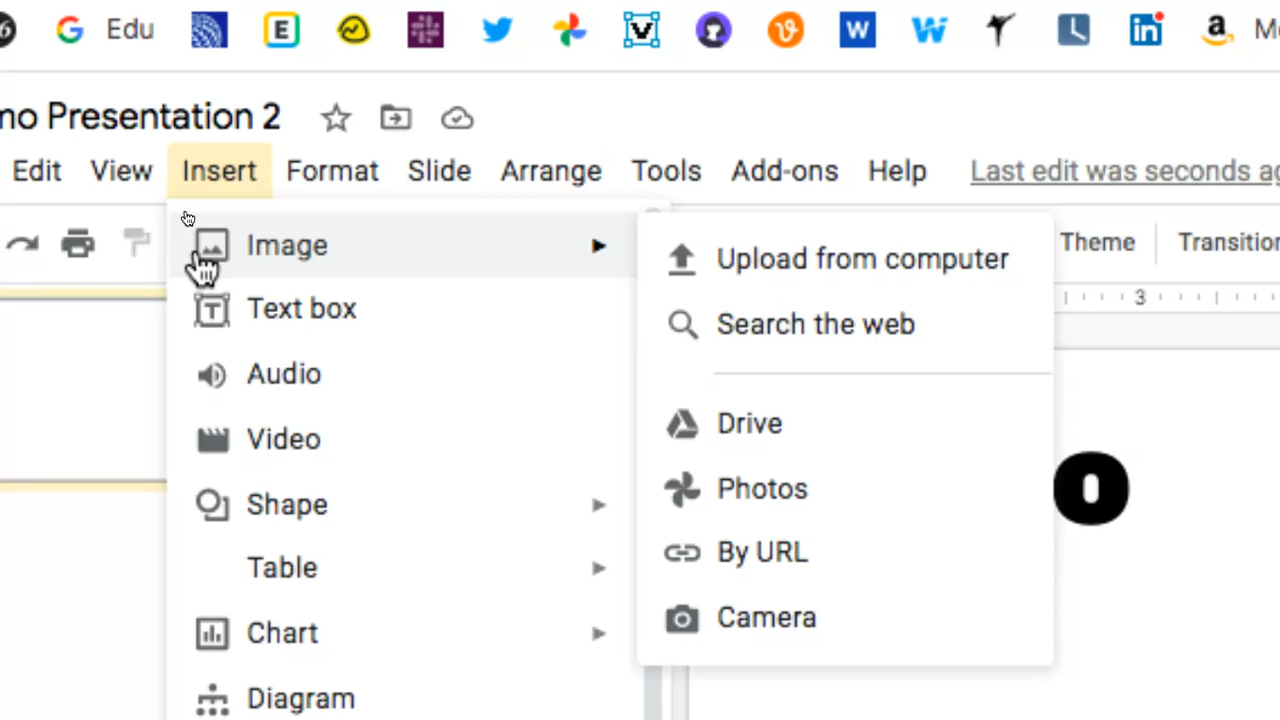 Edu
mo Presentation 2
Edit View Insert Format Slide Arrange Tools Add-ons Help Last edit was seconds ag
Theme Transition
Image
Text box
Audio
Video
Shape
Table
Chart
Diagram
Upload from computer
Search the web
Drive
Photos
By URL
Camera
3
o